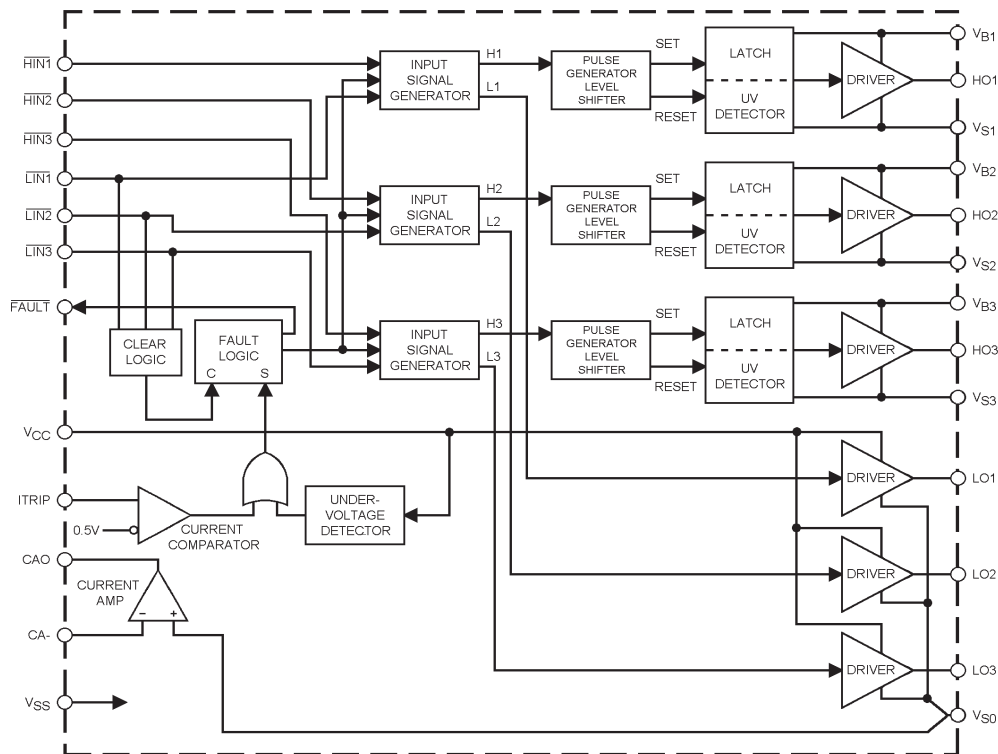 HIN1
HIN2
HIN3
LIN1
LIN2
LIN3
FAULT
VCC
ITRIP
0.5V
CAO
CA-
VSS
CLEAR
LOGIC
FAULT
LOGIC
C S
CURRENT
COMPARATOR
UNDER-
VOLTAGE
DETECTOR
CURRENT
AMP
- +
INPUT
SIGNAL
GENERATOR
H1
L1
PULSE
GENERATOR
LEVEL
SHIFTER
SET
RESET
LATCH
UV
DETECTOR
DRIVER
VB1
HO1
VS1
INPUT
SIGNAL
GENERATOR
H2
L2
PULSE
GENERATOR
LEVEL
SHIFTER
SET
RESET
LATCH
UV
DETECTOR
DRIVER
VB2
HO2
VS2
INPUT
SIGNAL
GENERATOR
H3
L3
PULSE
GENERATOR
LEVEL
SHIFTER
SET
RESET
LATCH
UV
DETECTOR
DRIVER
VB3
HO3
VS3
DRIVER
LO1
DRIVER
LO2
DRIVER
LO3
VS0